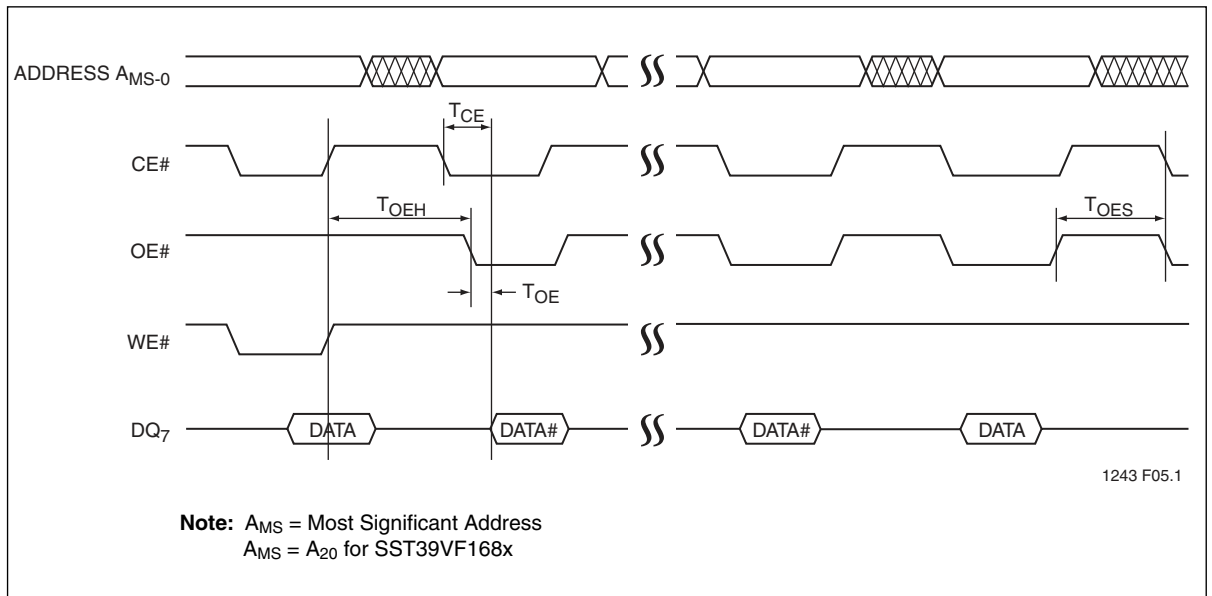 ADDRESS AMS-0
TCE
CE#
TOEH
TOES
OE#
TOE
WE#
DQ7
DATA
DATA#
DATA#
DATA
1243 F05.1
Note: AMS = Most Significant Address
AMS = A20 for SST39VF168x